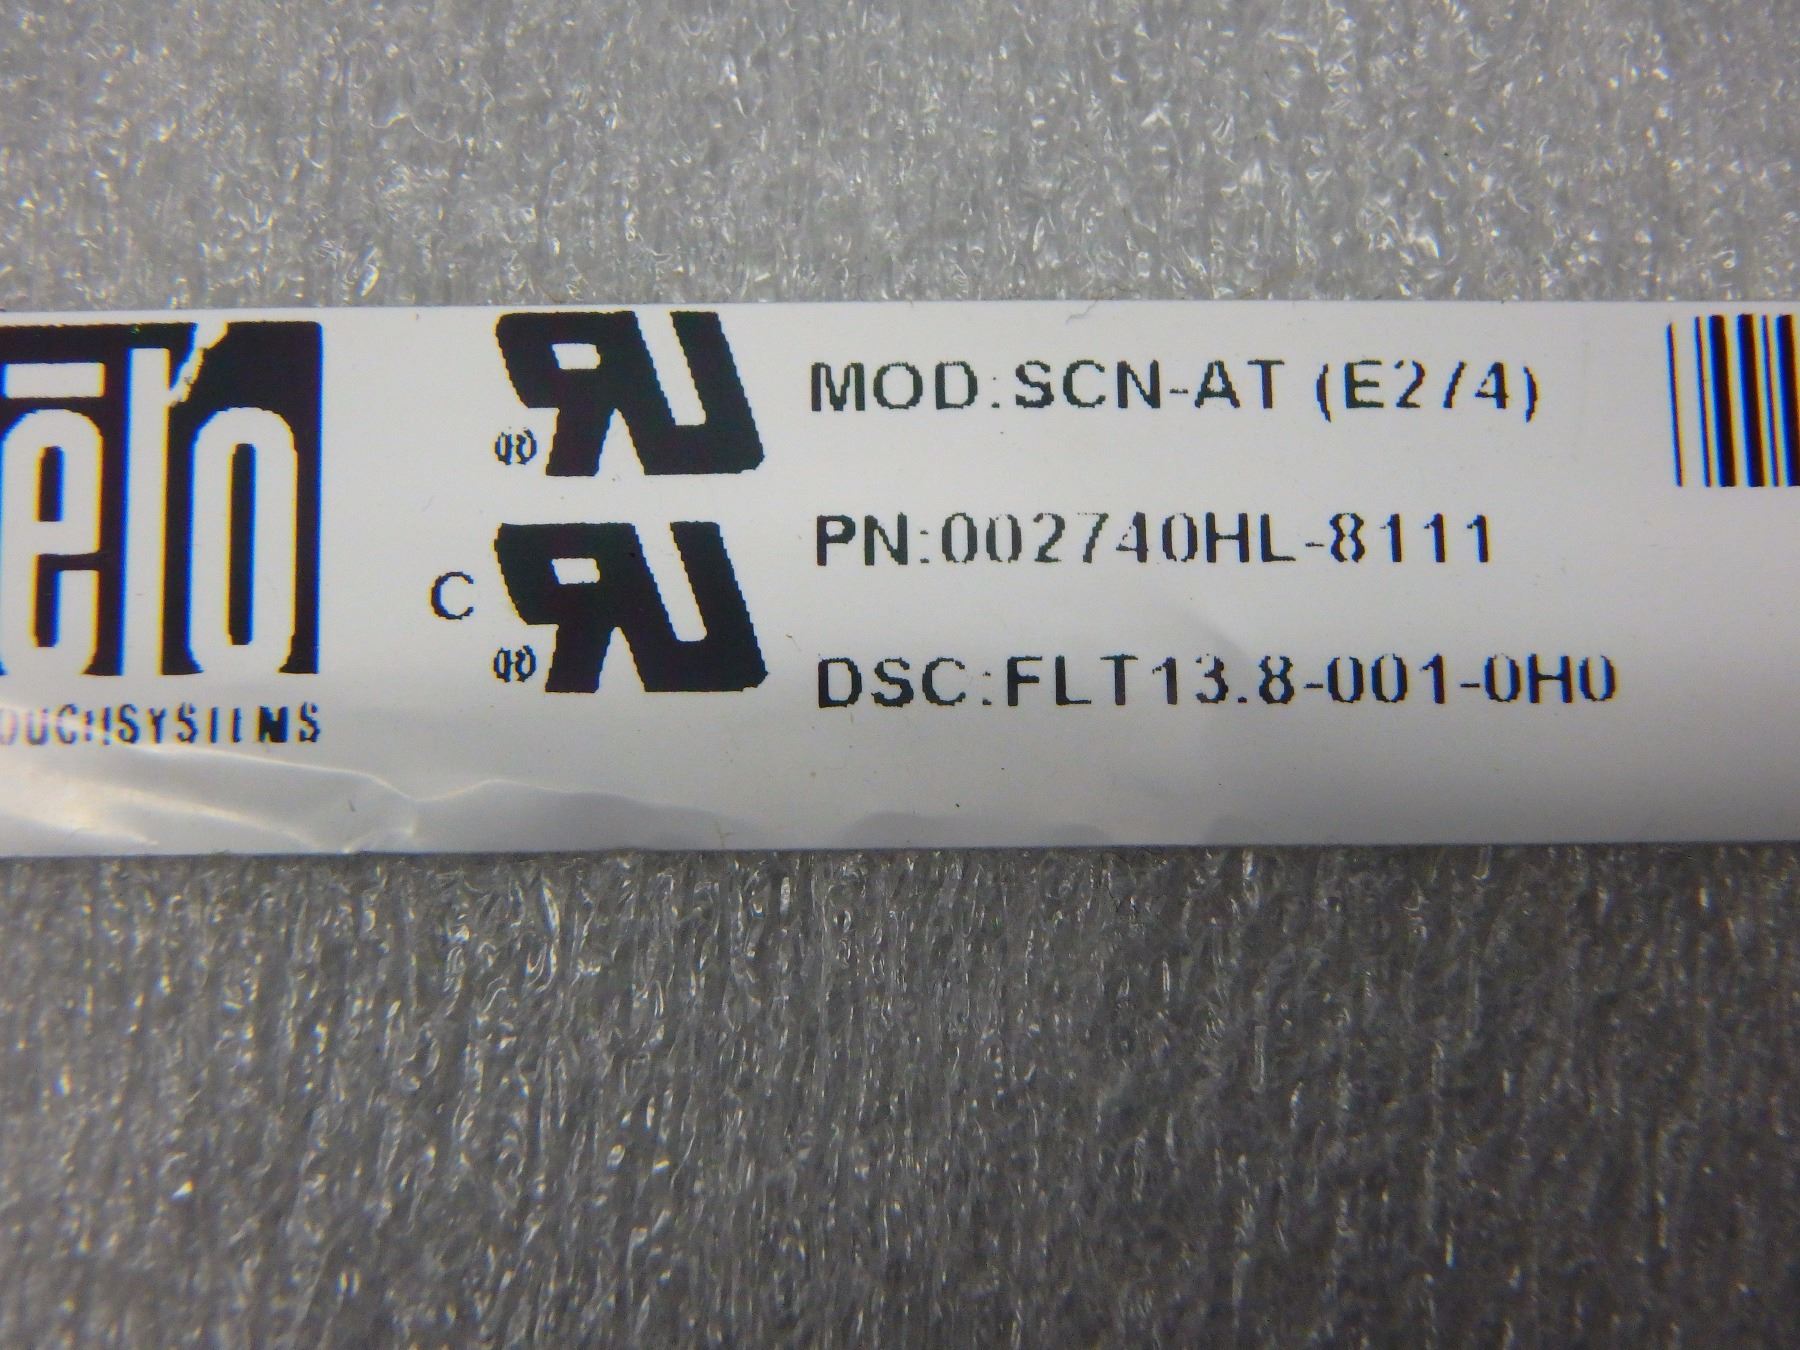 elo
OUCHSYSTEMS
MOD:SCN-AT (E2/4)
PN:002740HL-8111
C
DSC:FLT13.8-001-0H0